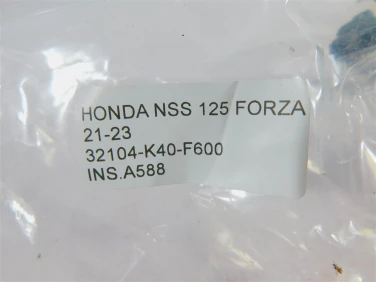 HONDA NSS 125 FORZA
21-23
32104-K40-F600
INS.A588